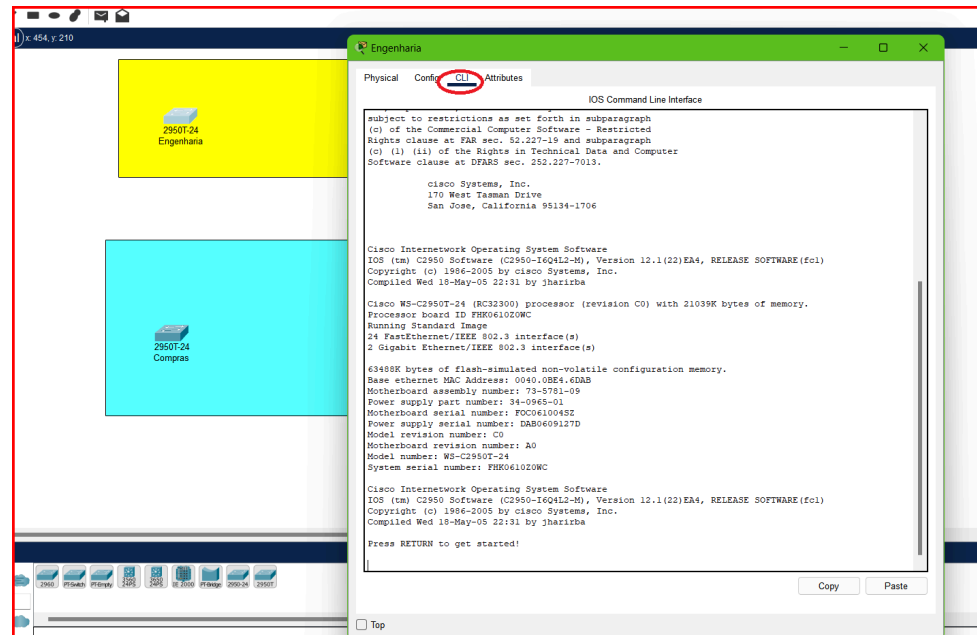 x: 454, y: 210
2950T-24
Engenharia
2950T-24
Compras
2960
PT-Switch
PT-Empty
3560
24PS
3650
24PS
IE 2000
PT-Bridge
2950-24
2950T
Engenharia
Physical Config CLI Attributes
IOS Command Line Interface
subject to restrictions as set forth in subparagraph
(c) of the Commercial Computer Software - Restricted
Rights clause at FAR sec. 52.227-19 and subparagraph
(c) (1) (ii) of the Rights in Technical Data and Computer
Software clause at DFARS sec. 252.227-7013.
cisco Systems, Inc.
170 West Tasman Drive
San Jose, California 95134-1706
Cisco Internetwork Operating System Software
IOS (tm) C2950 Software (C2950-I6Q4L2-M), Version 12.1(22)EA4, RELEASE SOFTWARE(fc1)
Copyright (c) 1986-2005 by cisco Systems, Inc.
Compiled Wed 18-May-05 22:31 by jharirba
Cisco WS-C2950T-24 (RC32300) processor (revision C0) with 21039K bytes of memory.
Processor board ID FHK0610Z0WC
Running Standard Image
24 FastEthernet/IEEE 802.3 interface(s)
2 Gigabit Ethernet/IEEE 802.3 interface(s)
63488K bytes of flash-simulated non-volatile configuration memory.
Base ethernet MAC Address: 0040.0BE4.6DAB
Motherboard assembly number: 73-5781-09
Power supply part number: 34-0965-01
Motherboard serial number: FOC061004SZ
Power supply serial number: DAB0609127D
Model revision number: C0
Motherboard revision number: A0
Model number: WS-C2950T-24
System serial number: FHK0610Z0WC
Cisco Internetwork Operating System Software
IOS (tm) C2950 Software (C2950-I6Q4L2-M), Version 12.1(22)EA4, RELEASE SOFTWARE(fc1)
Copyright (c) 1986-2005 by cisco Systems, Inc.
Compiled Wed 18-May-05 22:31 by jharirba
Press RETURN to get started!
Copy Paste
Top